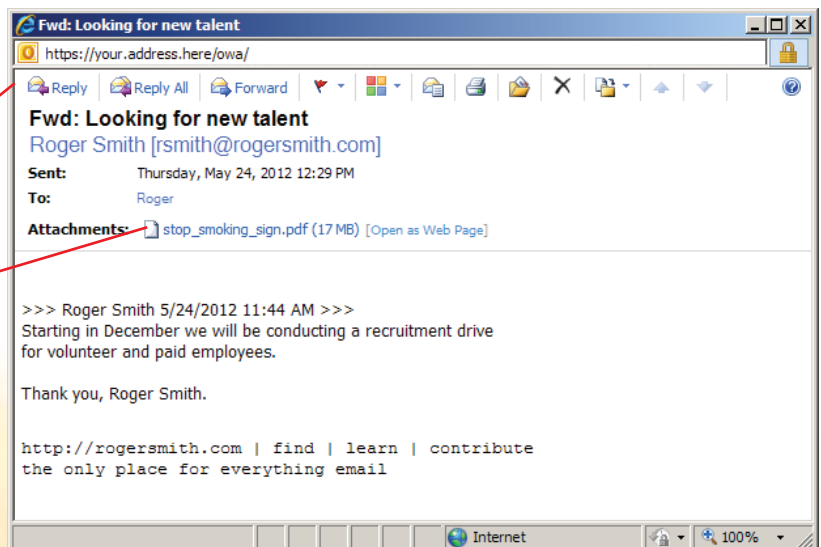 Fwd: Looking for new talent
https://your.address.here/owa/
Reply Reply All Forward
Fwd: Looking for new talent
Roger Smith [rsmith@rogersmith.com]
Sent: Thursday, May 24, 2012 12:29 PM
To: Roger
Attachments: stop_smoking_sign.pdf (17 MB) [Open as Web Page]
>>> Roger Smith 5/24/2012 11:44 AM >>>
Starting in December we will be conducting a recruitment drive
for volunteer and paid employees.
Thank you, Roger Smith.
http://rogersmith.com | find | learn | contribute
the only place for everything email
Internet 100%